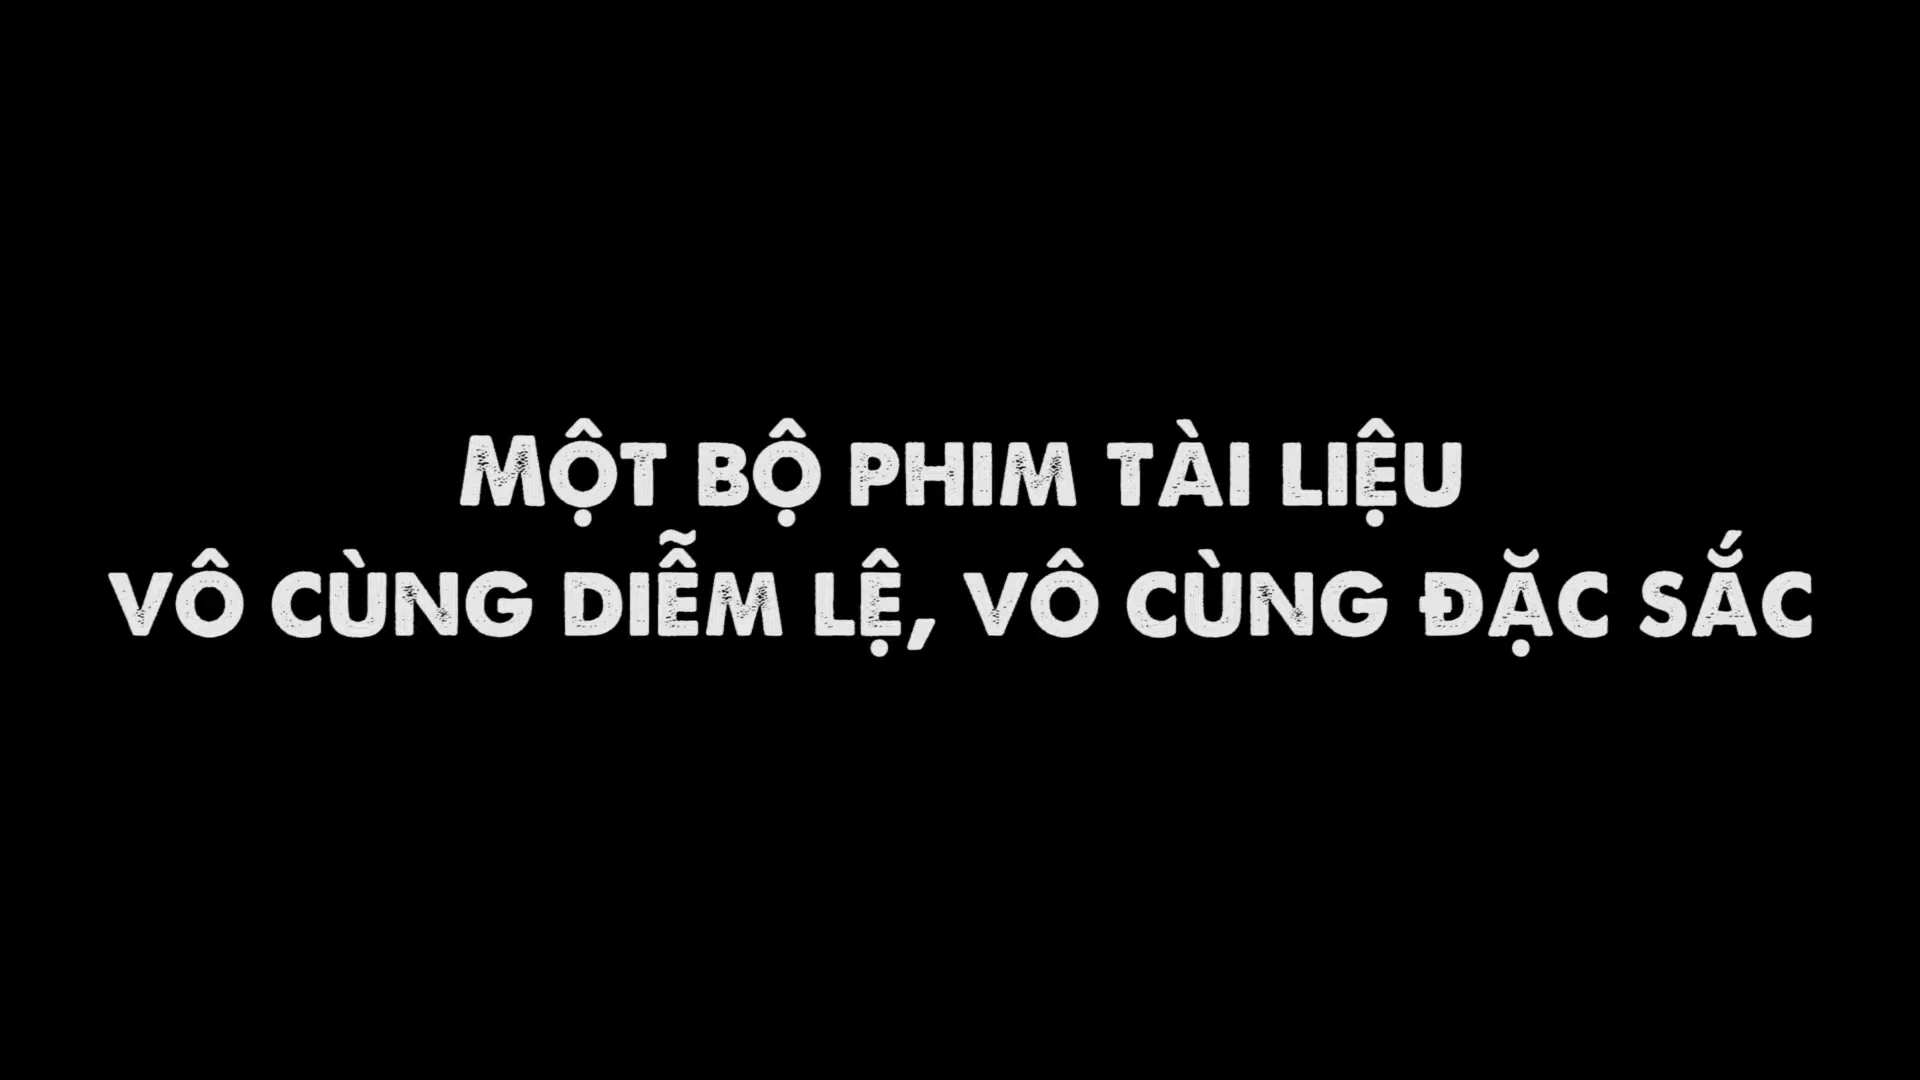 MỘT BỘ PHIM TÀI LIỆU
VÔ CÙNG DIỄM LỆ, VÔ CÙNG ĐẶC SẮC